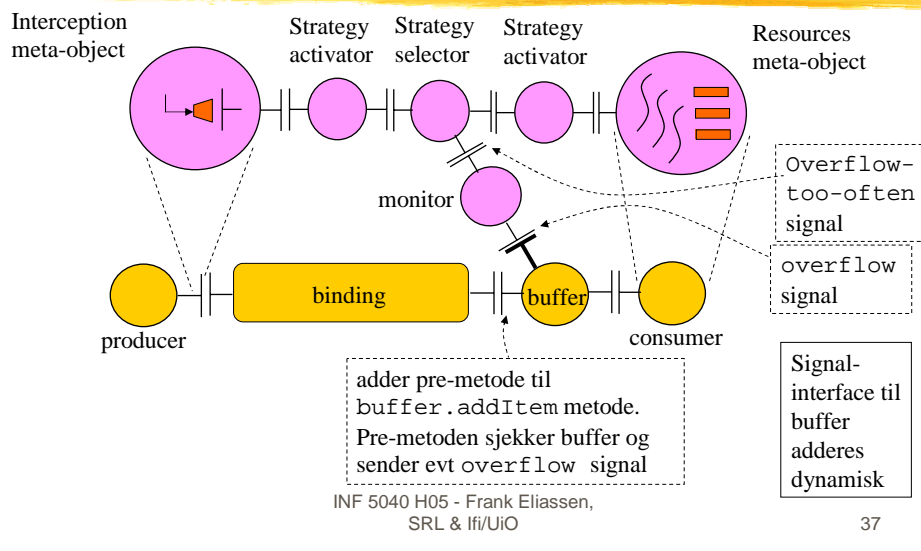 Interception
meta-object
Strategy
activator
Strategy
selector
Strategy
activator
Resources
meta-object
monitor
Overflow-
too-often
signal
overflow
signal
producer
binding
buffer
consumer
adder pre-metode til
buffer.addItem metode.
Pre-metoden sjekker buffer og
sender evt overflow signal
Signal-
interface til
buffer
adderes
dynamisk
INF 5040 H05 - Frank Eliassen,
SRL & Ifi/UiO
37